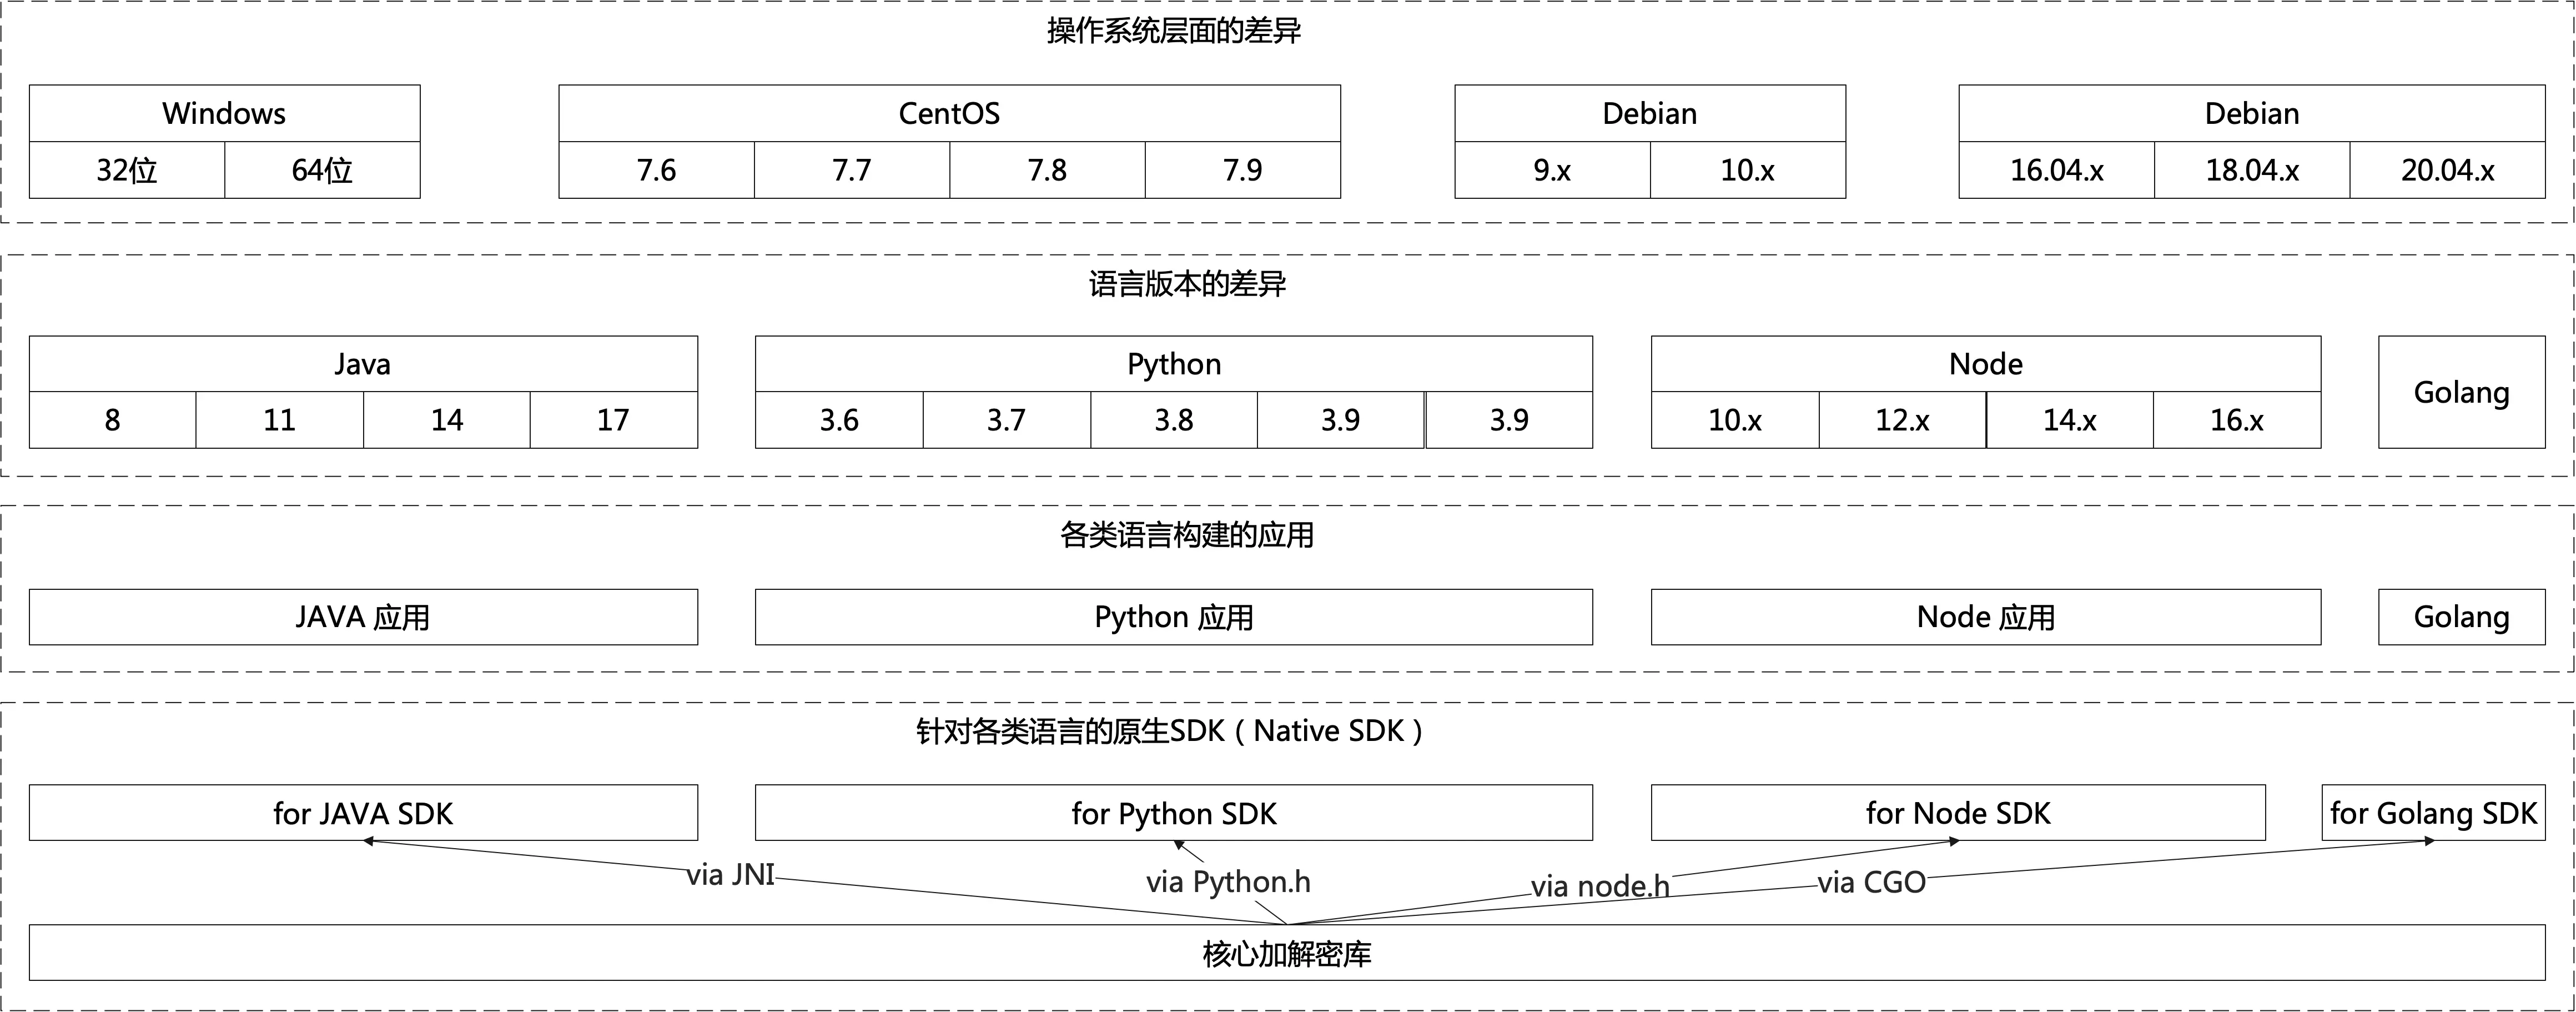 操作系统层面的差异
Windows
32位 64位
CentOS
7.6 7.7 7.8 7.9
Debian
9.x 10.x
Debian
16.04.x 18.04.x 20.04.x
语言版本的差异
Java
8 11 14 17
Python
3.6 3.7 3.8 3.9 3.9
Node
10.x 12.x 14.x 16.x
Golang
各类语言构建的应用
JAVA 应用
Python 应用
Node 应用
Golang
针对各类语言的原生SDK（Native SDK）
for JAVA SDK
for Python SDK
for Node SDK
for Golang SDK
via JNI
via Python.h
via node.h
via CGO
核心加解密库